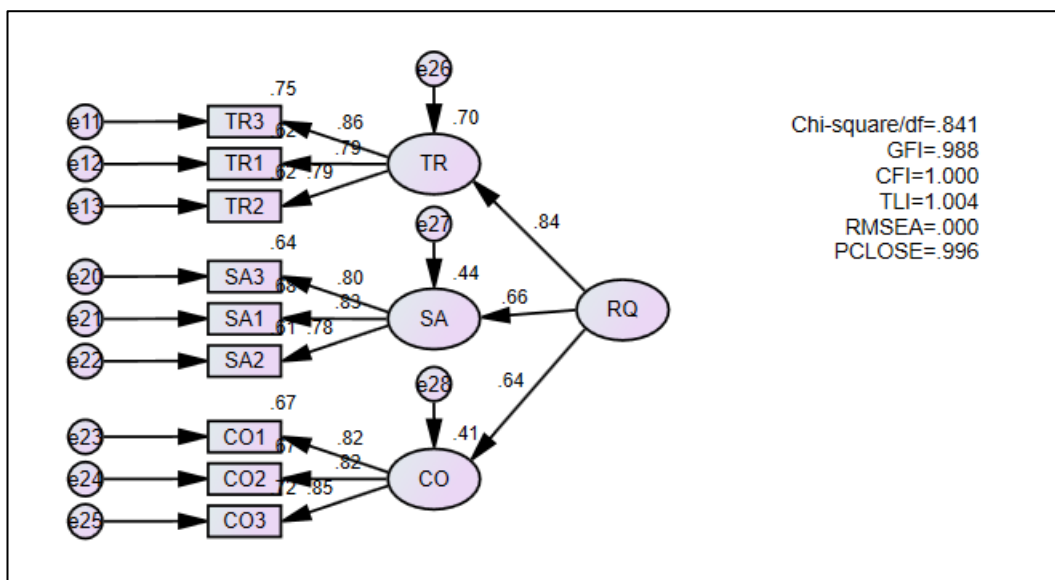 e26
.75
.70
e11
TR3
.86
.62
e12
TR1
.79
TR
.62
.79
e13
TR2
e27
.84
.64
.44
e20
SA3
.80
.68
e21
SA1
.83
SA
.66
RQ
.61
.78
e22
SA2
e28
.64
.67
.41
e23
CO1
.82
.67
e24
CO2
.82
CO
.72
.85
e25
CO3
Chi-square/df=.841
GFI=.988
CFI=1.000
TLI=1.004
RMSEA=.000
PCLOSE=.996